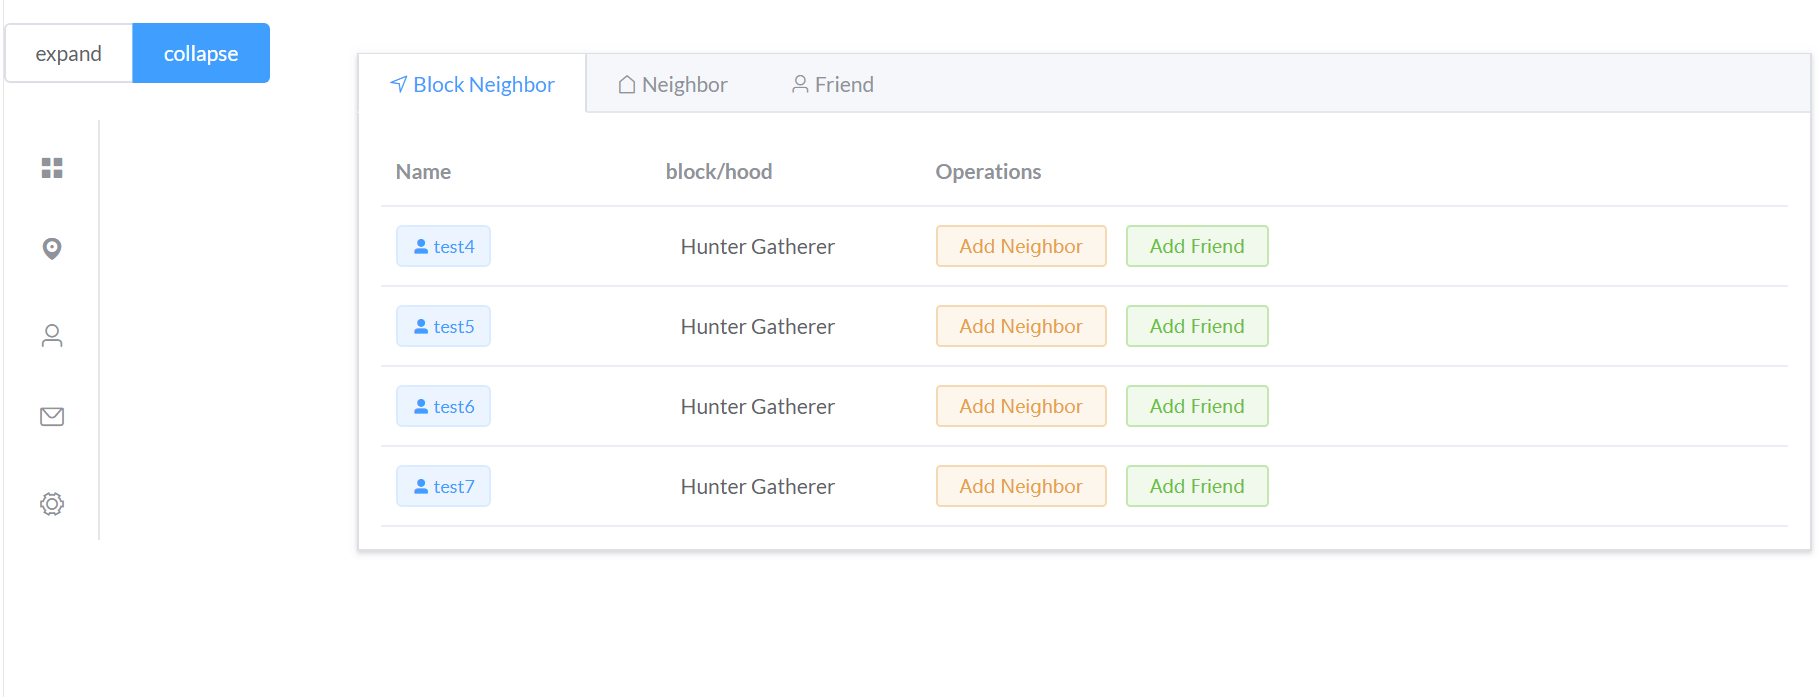 expand collapse
Block Neighbor Neighbor Friend
Name block/hood Operations
test4 Hunter Gatherer Add Neighbor Add Friend
test5 Hunter Gatherer Add Neighbor Add Friend
test6 Hunter Gatherer Add Neighbor Add Friend
test7 Hunter Gatherer Add Neighbor Add Friend